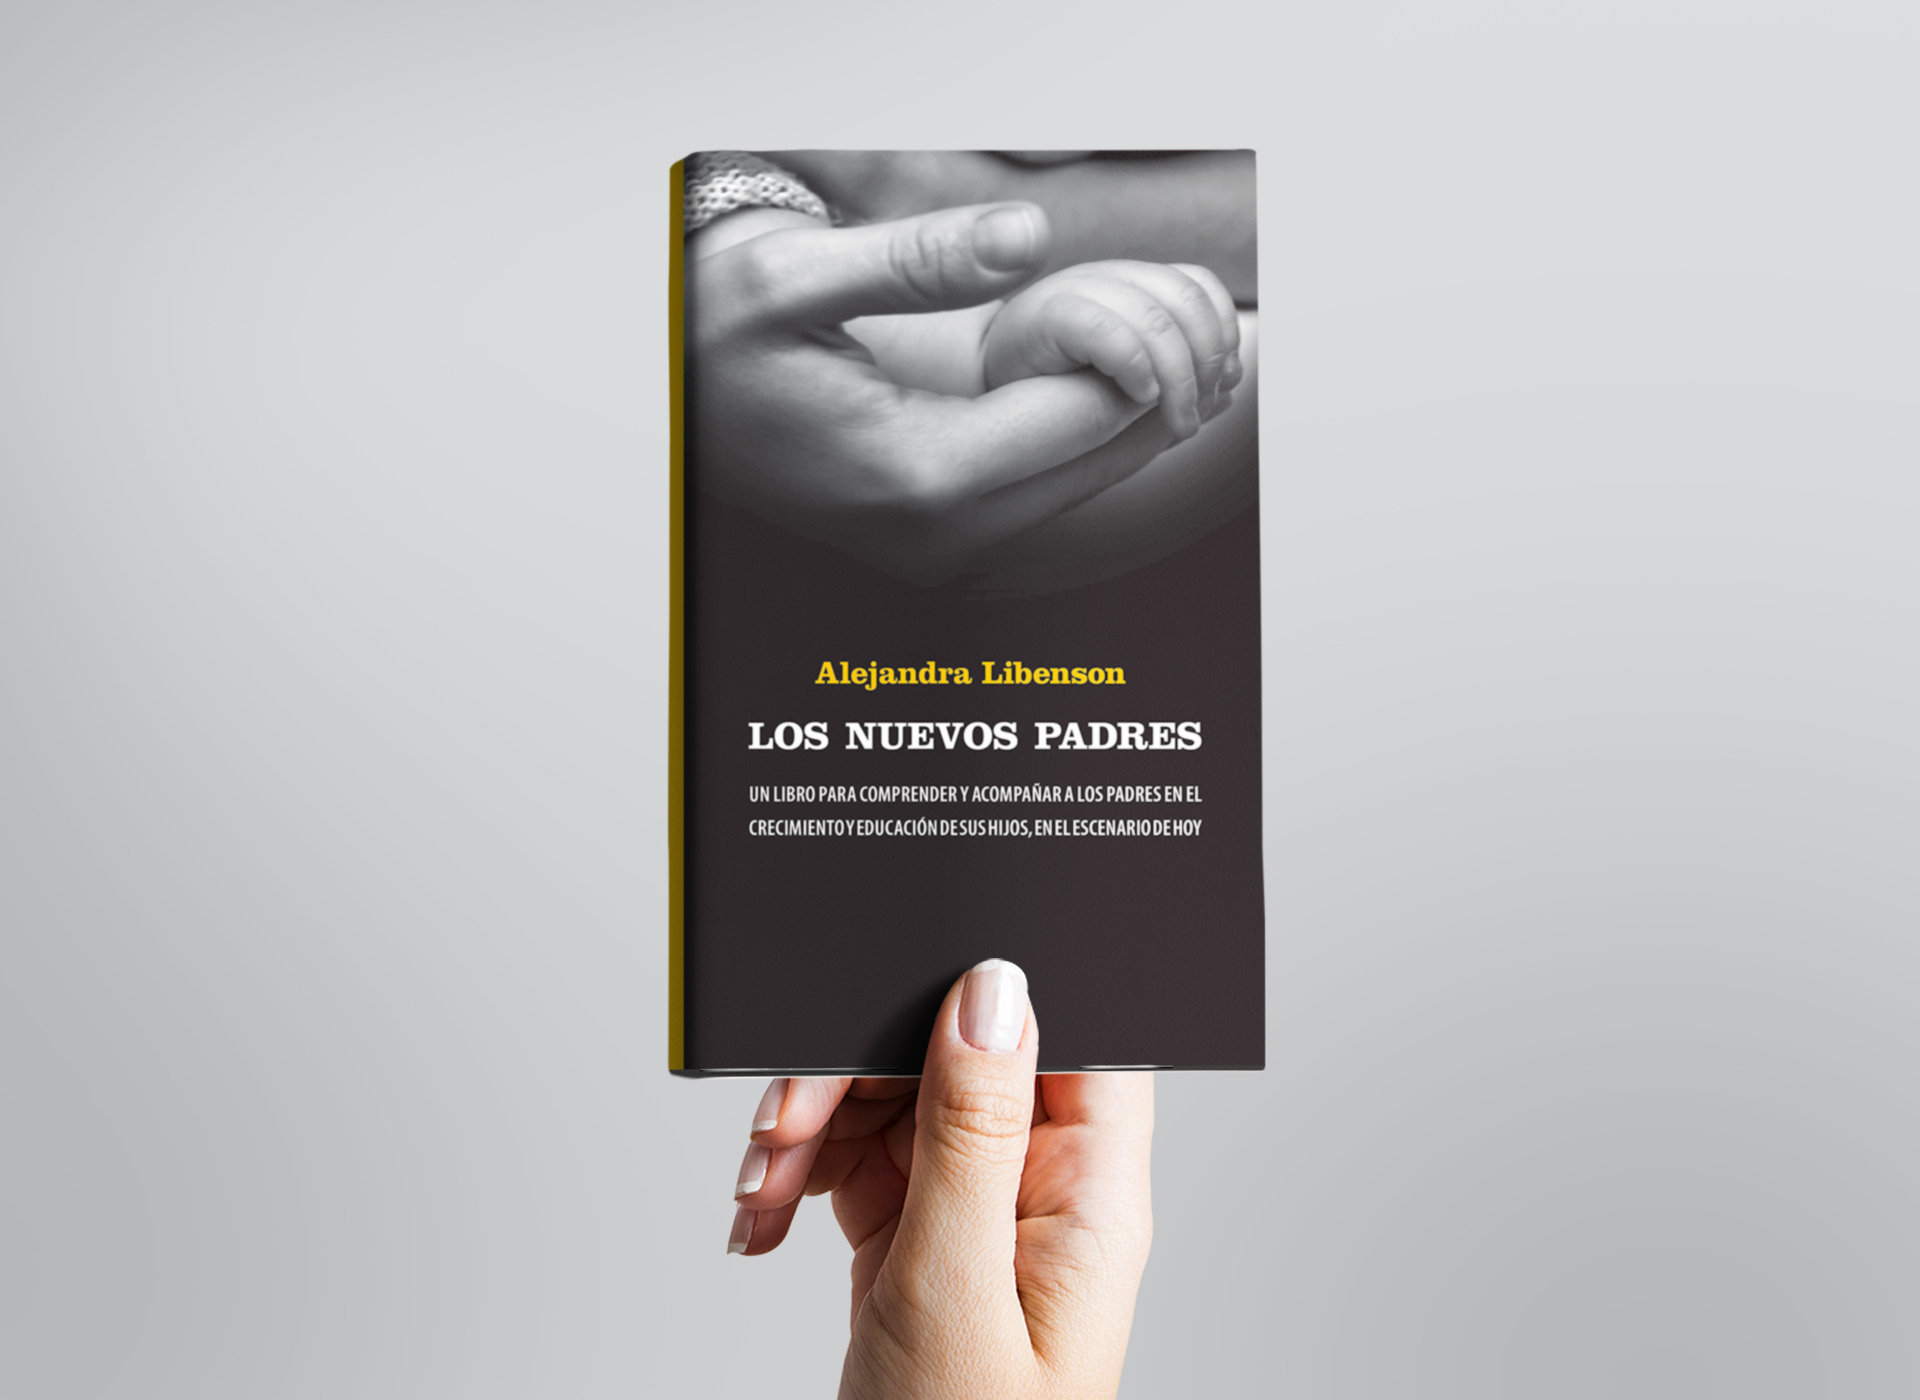 Alejandra Libenson
LOS NUEVOS PADRES
UN LIBRO PARA COMPRENDER Y ACOMPAÑAR A LOS PADRES EN EL
CRECIMIENTO Y EDUCACIÓN DE SUS HIJOS, EN EL ESCENARIO DE HOY